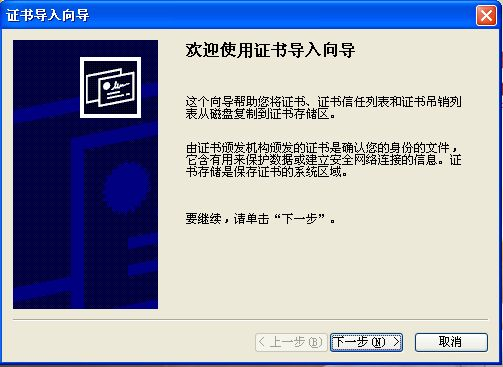 证书导入向导
欢迎使用证书导入向导
这个向导帮助您将证书、证书信任列表和证书吊销列
表从磁盘复制到证书存储区。
由证书颁发机构颁发的证书是确认您的身份的文件，
它含有用来保护数据或建立安全网络连接的信息。证
书存储是保存证书的系统区域。
要继续，请单击“下一步”。
< 上一步(B) 下一步(N) > 取消